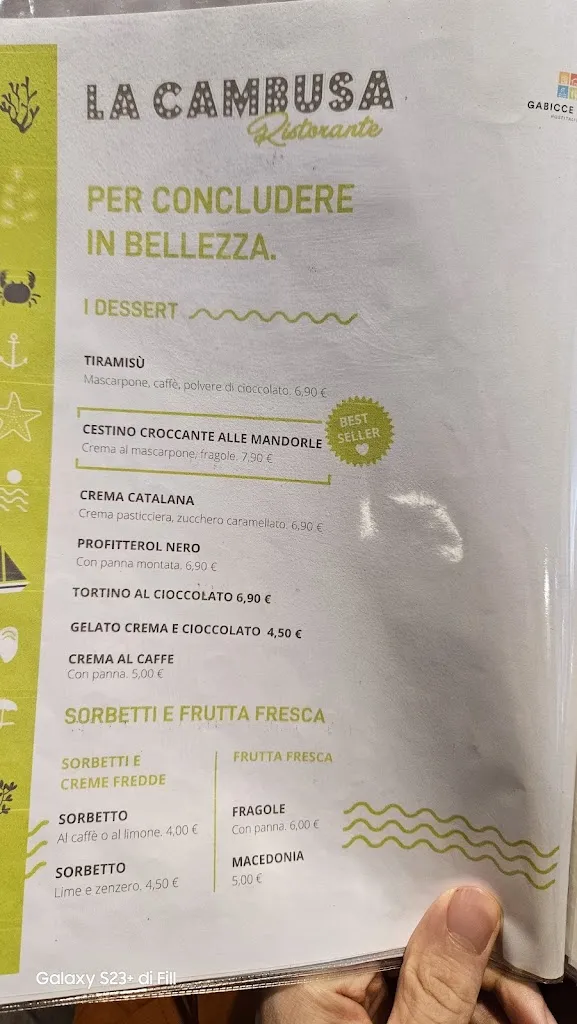 LA CAMBUSA
Ristorante
GABICCE
PER CONCLUDERE
IN BELLEZZA.
I DESSERT
TIRAMISÙ
Mascarpone, caffè, polvere di cioccolato. 6,90 €
CESTINO CROCCANTE ALLE MANDORLE
Crema al mascarpone, fragole. 7,90 €
BEST
SELLER
CREMA CATALANA
Crema pasticciera, zucchero caramellato. 6,90 €
PROFITTEROL NERO
Con panna montata. 6,90 €
TORTINO AL CIOCCOLATO 6,90 €
GELATO CREMA E CIOCCOLATO 4,50 €
CREMA AL CAFFE
Con panna. 5,00 €
SORBETTI E FRUTTA FRESCA
SORBETTI E
CREME FREDDE
SORBETTO
Al caffè o al limone. 4,00 €
SORBETTO
Lime e zenzero. 4,50 €
FRUTTA FRESCA
FRAGOLE
Con panna. 6,00 €
MACEDONIA
5,00 €
Galaxy S23+ di Fill